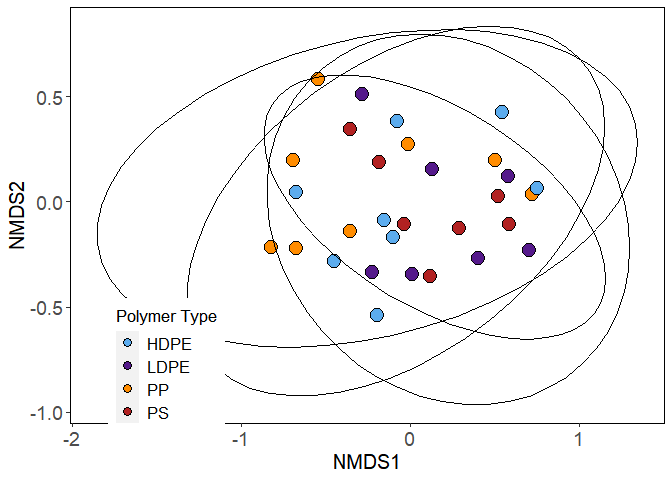 NMDS2
0.5
0.0
-0.5
-1.0
Polymer Type
HDPE
LDPE
PP
PS
-2
-1
0
1
NMDS1